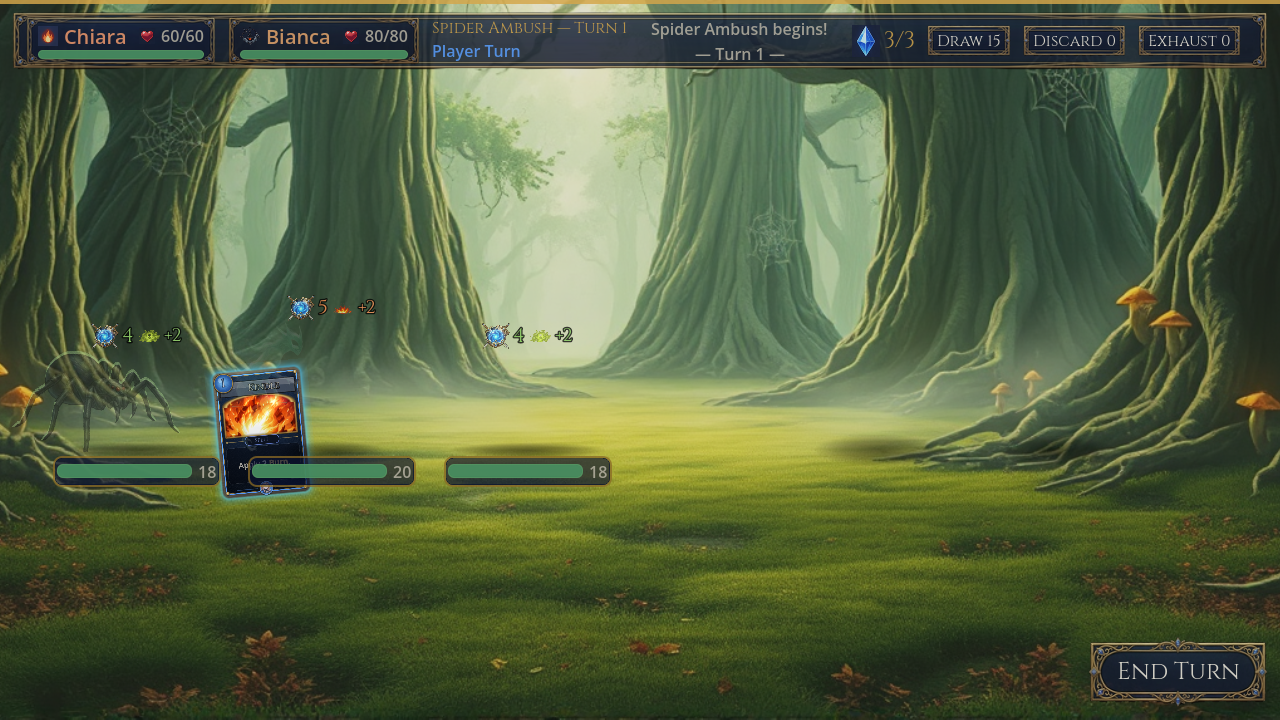 Chiara 60/60
Bianca 80/80
SPIDER AMBUSH — TURN 1
Player Turn
Spider Ambush begins!
— Turn 1 —
3/3
DRAW 15
DISCARD 0
EXHAUST 0
5 +2
4 +2
4 +2
18
20
18
END TURN